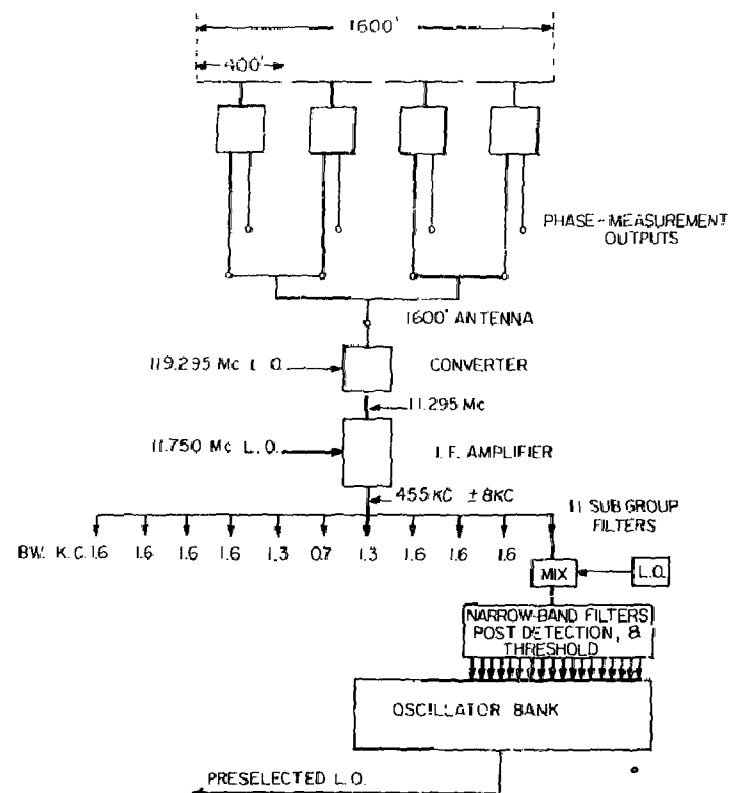 1600'
400'
PHASE-MEASUREMENT
OUTPUTS
1600' ANTENNA
119.295 Mc L.O.
CONVERTER
11.295 Mc
11.750 Mc L.O.
I.F. AMPLIFIER
455 KC ±8KC
11 SUB GROUP
FILTERS
BW. K.C. 1.6 1.6 1.6 1.6 1.3 0.7 1.3 1.6 1.6 1.6
MIX
L.O.
NARROW-BAND FILTERS
POST DETECTION, &
THRESHOLD
OSCILLATOR BANK
PRESELECTED L.O.